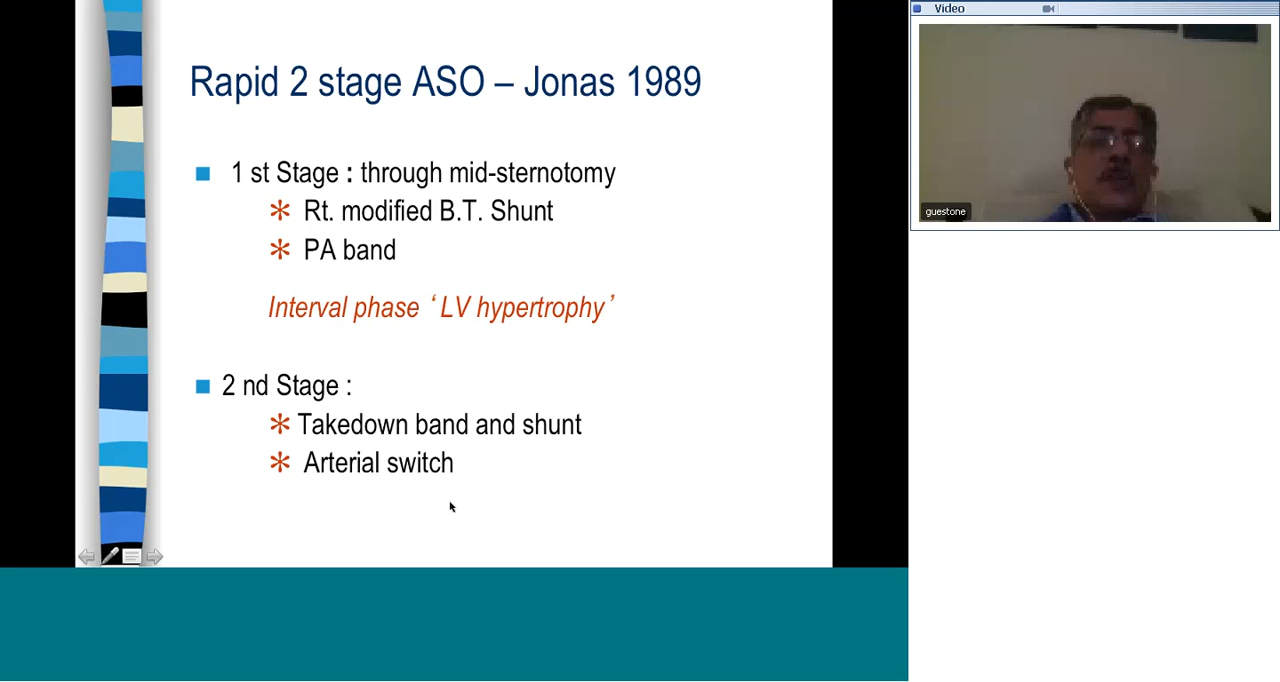 Video
Rapid 2 stage ASO – Jonas 1989
1 st Stage : through mid-sternotomy
Rt. modified B.T. Shunt
PA band
Interval phase ‘ LV hypertrophy’
2 nd Stage :
Takedown band and shunt
Arterial switch
guestone